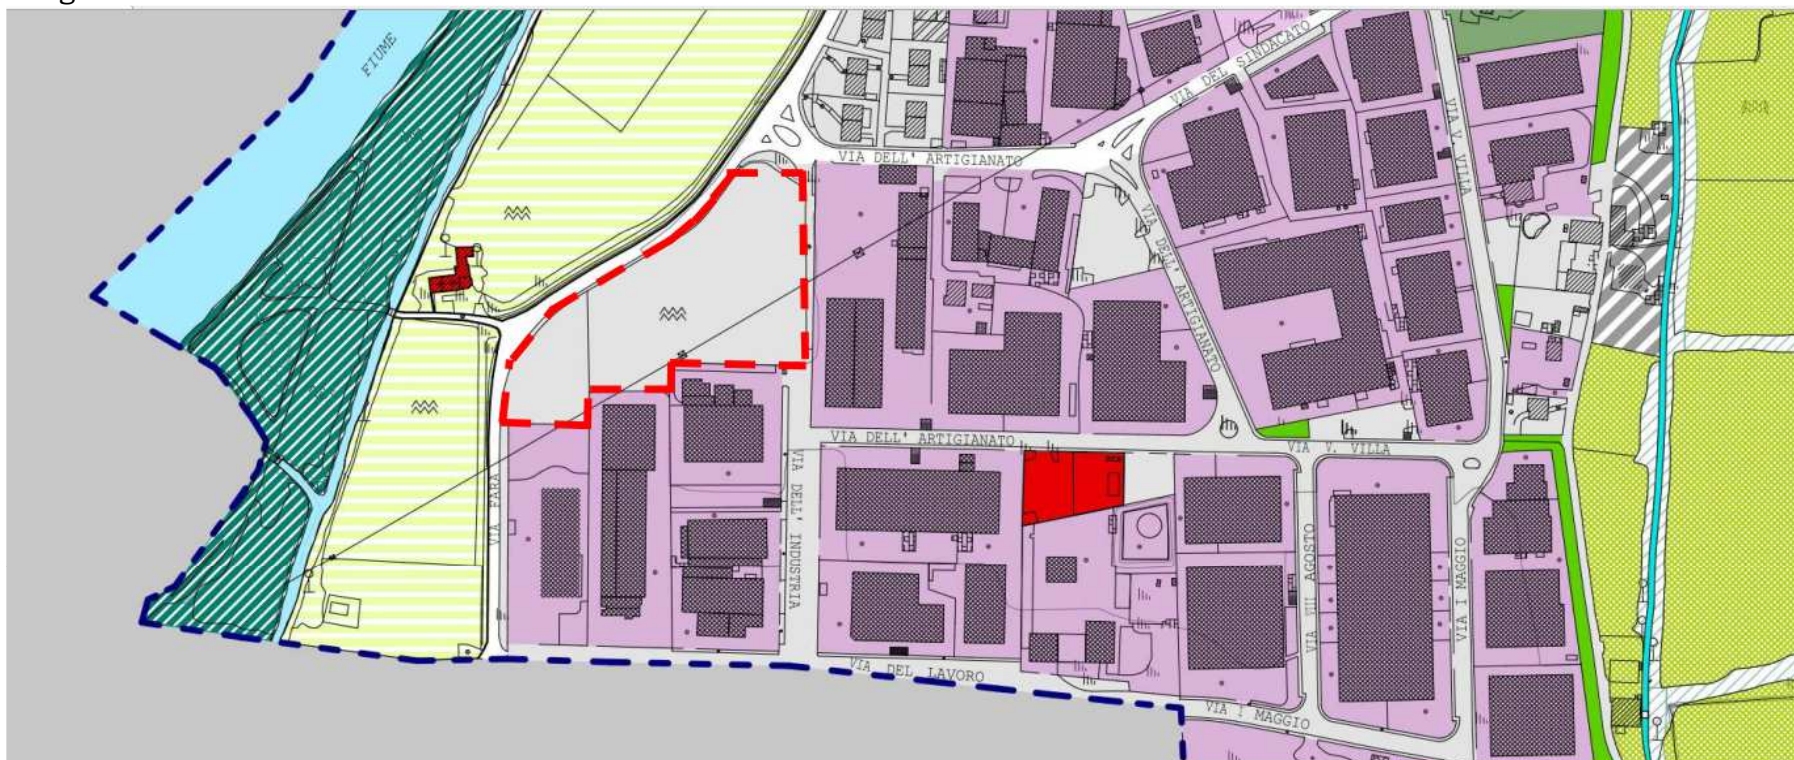 FIUME
VIA DEL SINDACATO
VIA DELL' ARTIGIANATO
VIA V. VILLA
VIA DELL' ARTIGIANATO
VIA DELL' ARTIGIANATO
VIA V. VILLA
VIA FARA
VIA DELL' INDUSTRIA
VIA VII AGOSTO
VIA I MAGGIO
VIA DEL LAVORO
VIA I MAGGIO